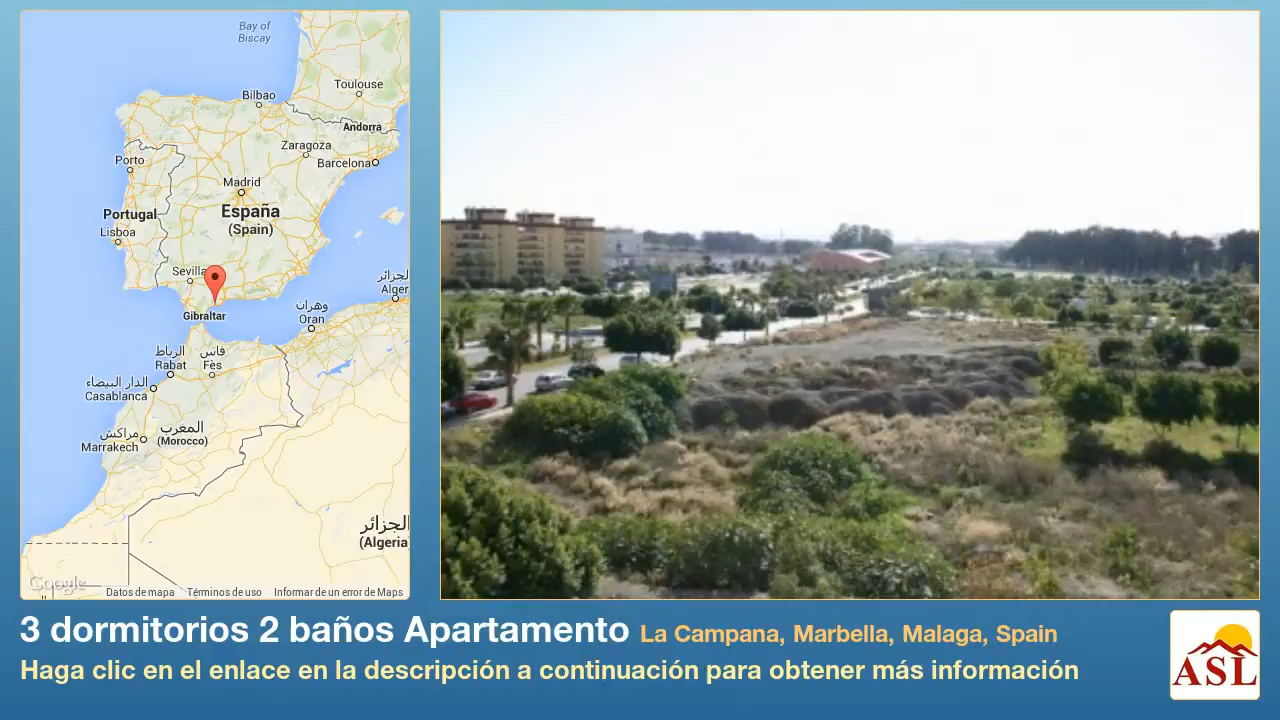 Bay of
Biscay
Toulouse
Bilbao
Andorra
Zaragoza
Barcelona
Porto
Madrid
Portugal
España
(Spain)
Lisboa
Sevilla
الجزائر
Alger
Gibraltar
وهران
Oran
الرباط
Rabat
فاس
Fes
الدار البيضاء
Casablanca
مراكش
Marrakech
المغرب
(Morocco)
الجزائر
(Algeria)
Google
Datos de mapa
Términos de uso
Informar de un error de Maps
3 dormitorios 2 baños Apartamento La Campana, Marbella, Malaga, Spain
Haga clic en el enlace en la descripción a continuación para obtener más información
ASL